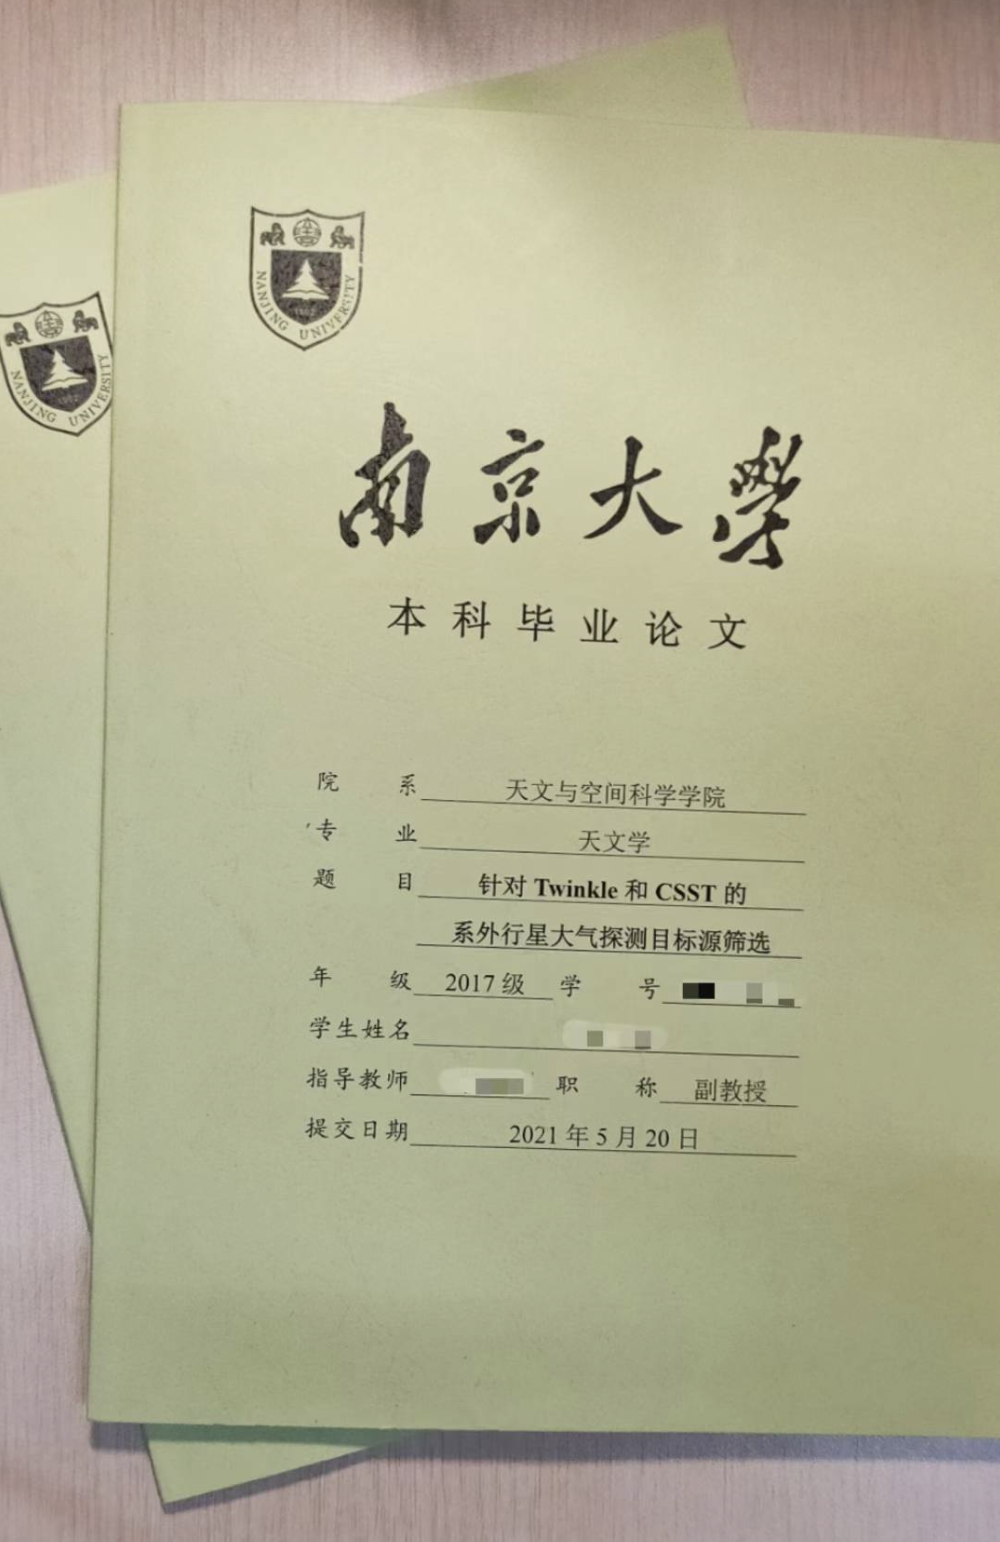 NANJING UNIVERSITY
1902
NANJING UNIVERSITY
1902
南京大學
本科毕业论文
院 系 天文与空间科学学院
专 业 天文学
题 目 针对 Twinkle 和 CSST 的
系外行星大气探测目标源筛选
年 级 2017 级 学 号
学生姓名
指导教师 职 称 副教授
提交日期 2021 年 5 月 20 日